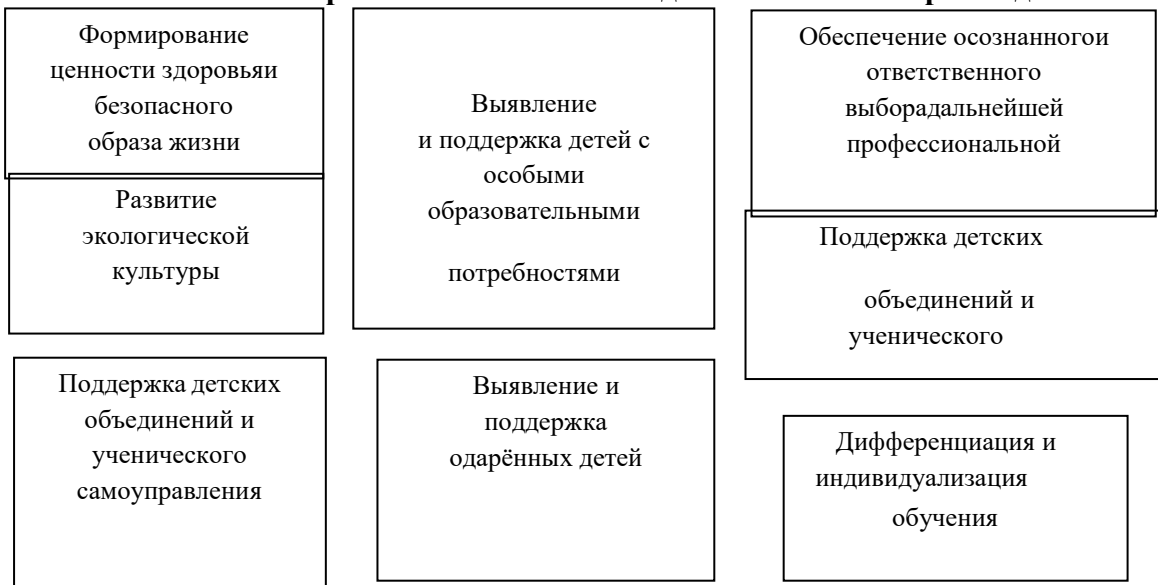 Формирование
ценности здоровьяи
безопасного
образа жизни
Развитие
экологической
культуры
Выявление
и поддержка детей с
особыми
образовательными
потребностями
Обеспечение осознанногои
ответственного
выборадальнейшей
профессиональной
Поддержка детских
объединений и
ученического
Поддержка детских
объединений и
ученического
самоуправления
Выявление и
поддержка
одарённых детей
Дифференциация и
индивидуализация
обучения